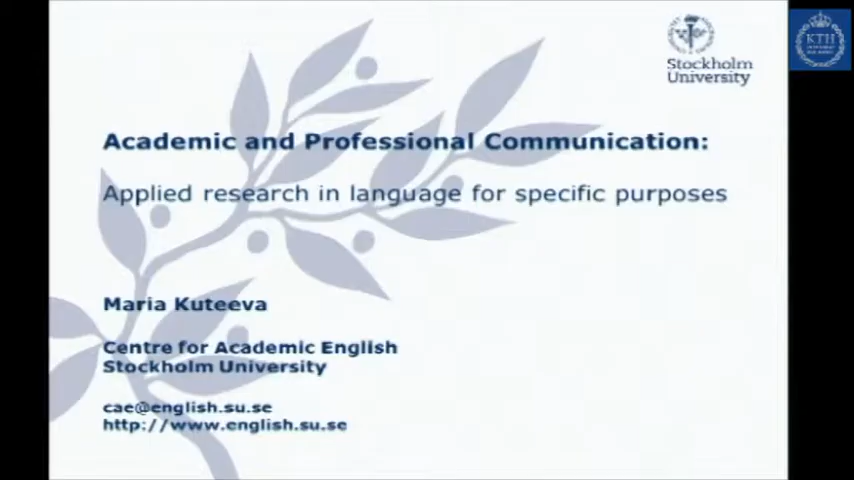 Stockholm
University
KTH
Academic and Professional Communication:
Applied research in language for specific purposes
Maria Kuteeva
Centre for Academic English
Stockholm University
cae@english.su.se
http://www.english.su.se